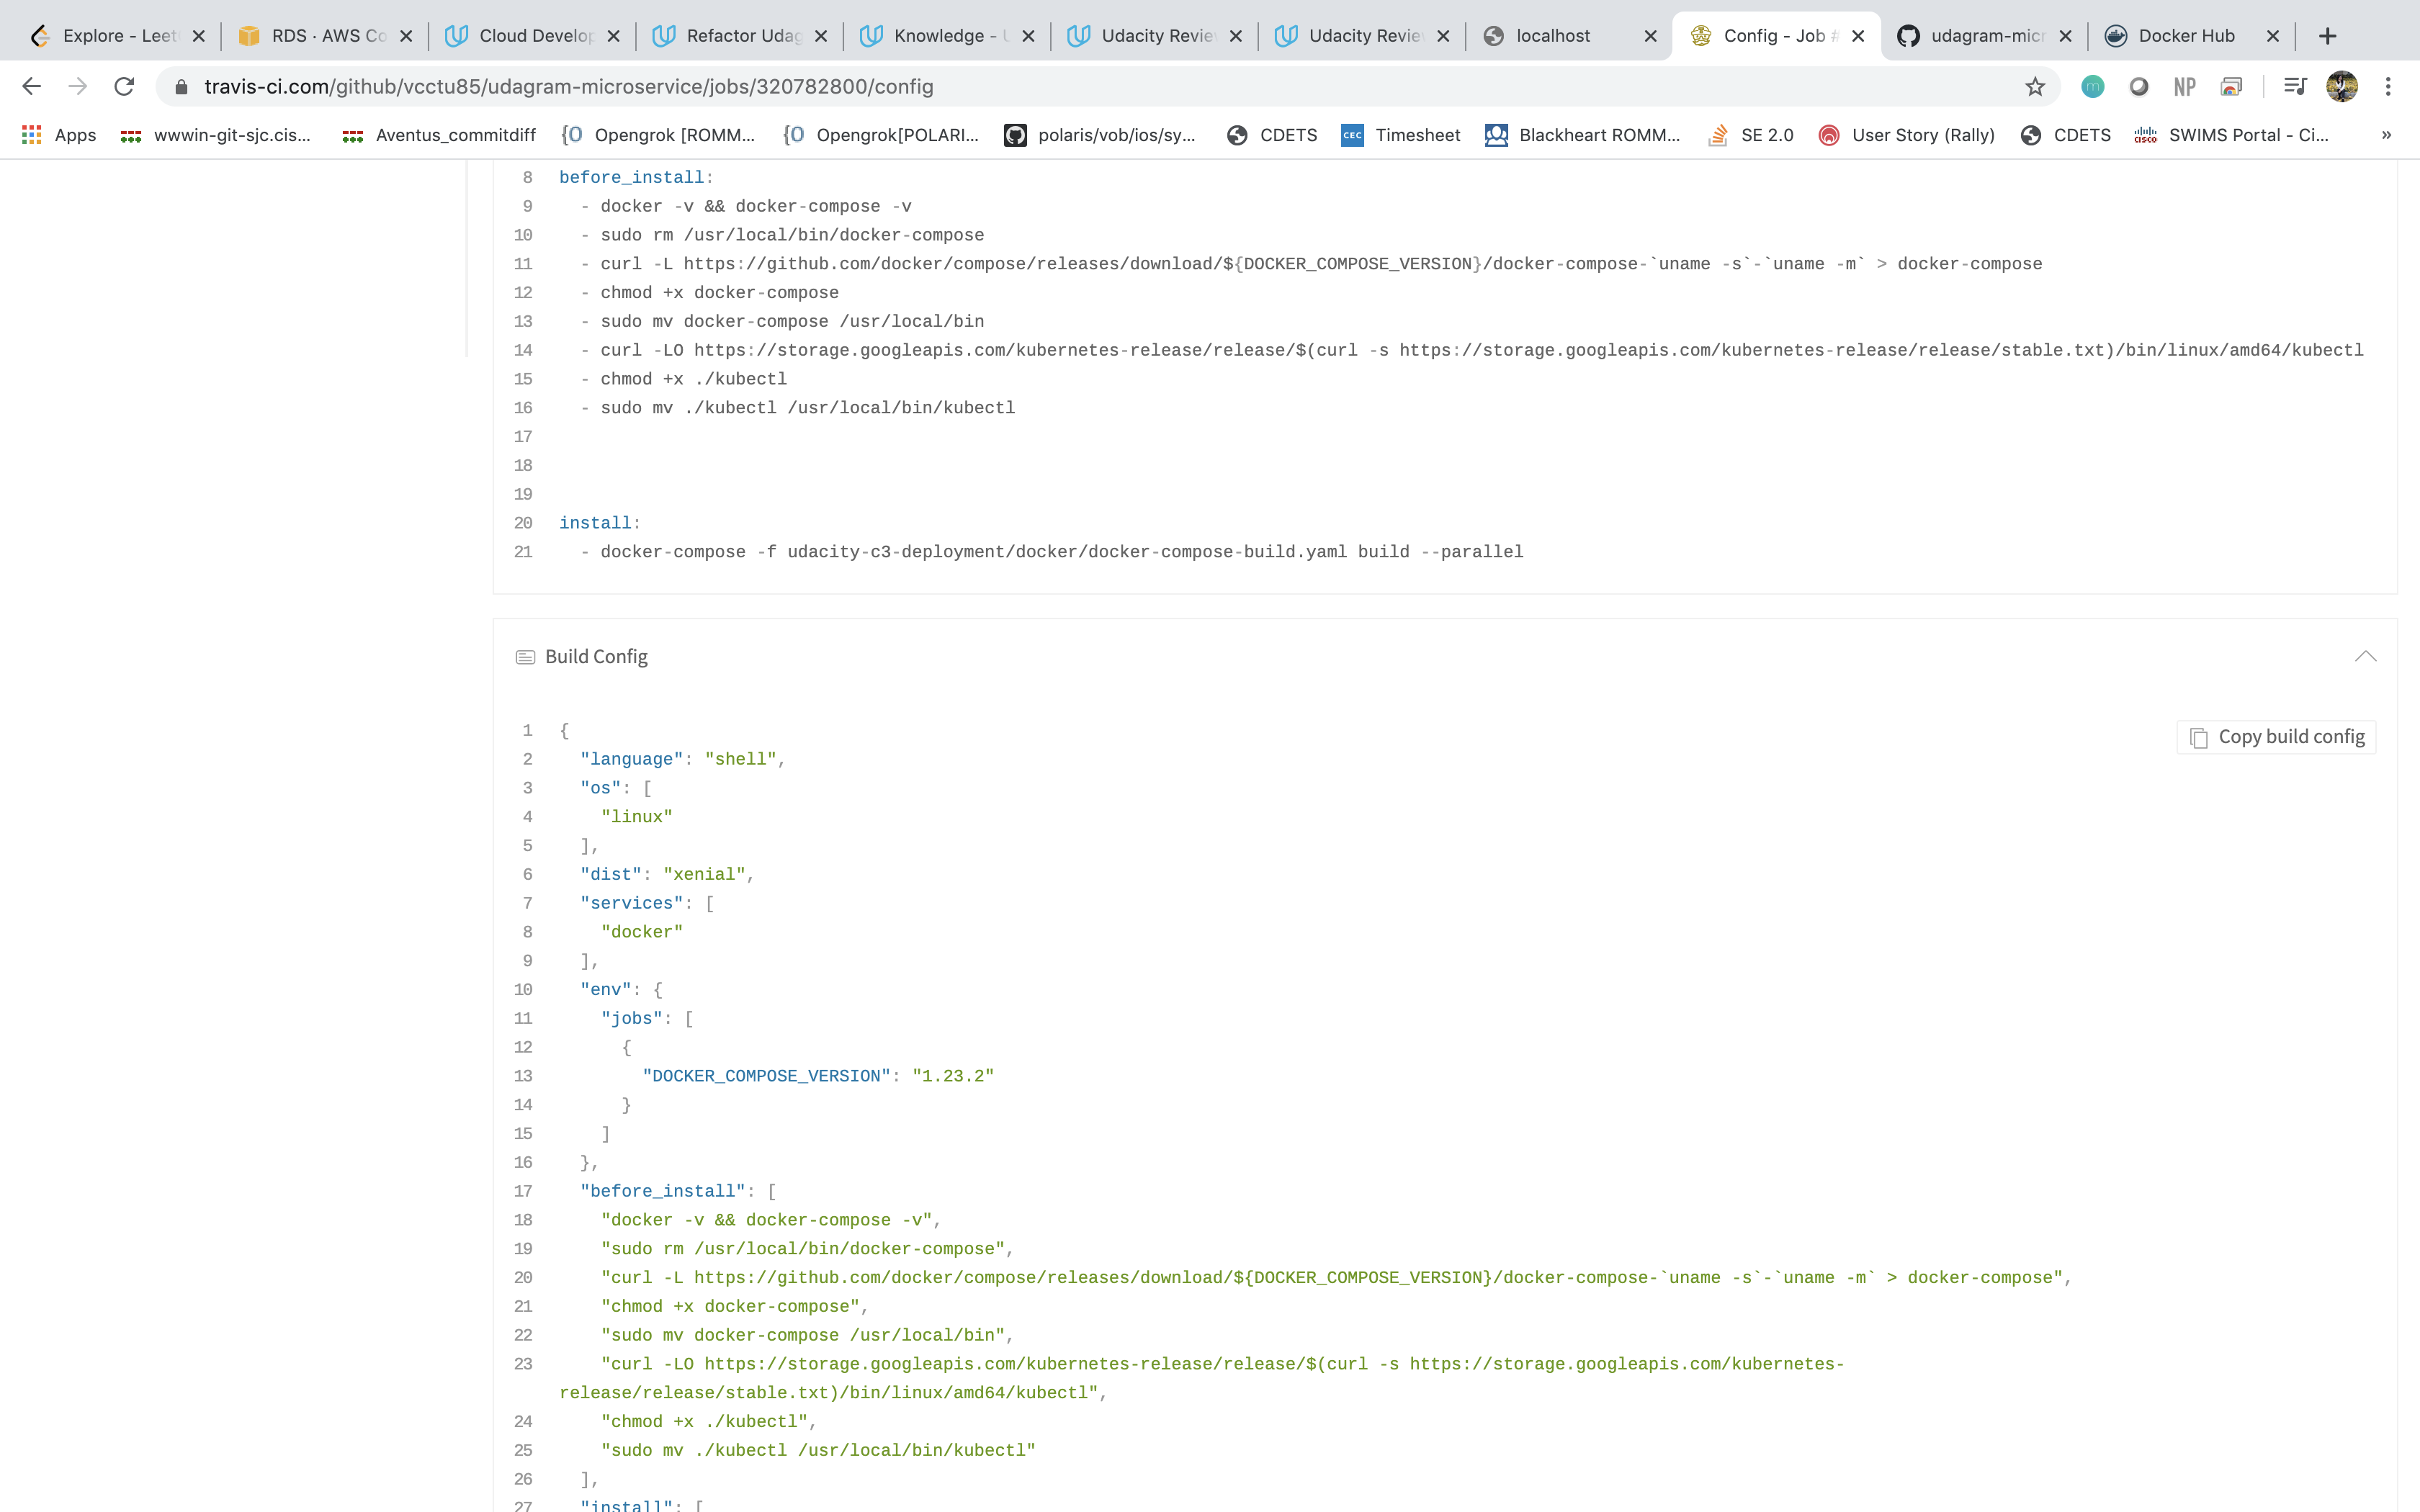 Explore - Leet
RDS · AWS Co
Cloud Develop
Refactor Udag
Knowledge - U
Udacity Review
Udacity Review
localhost
Config - Job #
udagram-micr
Docker Hub
travis-ci.com/github/vcctu85/udagram-microservice/jobs/320782800/config
NP
Apps
wwwin-git-sjc.cis...
Aventus_commitdiff
Opengrok [ROMM...
Opengrok[POLARI...
polaris/vob/ios/sy...
CDETS
CEC
Timesheet
Blackheart ROMM...
SE 2.0
User Story (Rally)
CDETS
cisco
SWIMS Portal - Ci...
»
8 before_install:
9 - docker -v && docker-compose -v
10 - sudo rm /usr/local/bin/docker-compose
11 - curl -L https://github.com/docker/compose/releases/download/${DOCKER_COMPOSE_VERSION}/docker-compose-`uname -s`-`uname -m` > docker-compose
12 - chmod +x docker-compose
13 - sudo mv docker-compose /usr/local/bin
14 - curl -LO https://storage.googleapis.com/kubernetes-release/release/$(curl -s https://storage.googleapis.com/kubernetes-release/release/stable.txt)/bin/linux/amd64/kubectl
15 - chmod +x ./kubectl
16 - sudo mv ./kubectl /usr/local/bin/kubectl
17
18
19
20 install:
21 - docker-compose -f udacity-c3-deployment/docker/docker-compose-build.yaml build --parallel
Build Config
Copy build config
1 {
2 "language": "shell",
3 "os": [
4 "linux"
5 ],
6 "dist": "xenial",
7 "services": [
8 "docker"
9 ],
10 "env": {
11 "jobs": [
12 {
13 "DOCKER_COMPOSE_VERSION": "1.23.2"
14 }
15 ]
16 },
17 "before_install": [
18 "docker -v && docker-compose -v",
19 "sudo rm /usr/local/bin/docker-compose",
20 "curl -L https://github.com/docker/compose/releases/download/${DOCKER_COMPOSE_VERSION}/docker-compose-`uname -s`-`uname -m` > docker-compose",
21 "chmod +x docker-compose",
22 "sudo mv docker-compose /usr/local/bin",
23 "curl -LO https://storage.googleapis.com/kubernetes-release/release/$(curl -s https://storage.googleapis.com/kubernetes-
release/release/stable.txt)/bin/linux/amd64/kubectl",
24 "chmod +x ./kubectl",
25 "sudo mv ./kubectl /usr/local/bin/kubectl"
26 ],
27 "install": [